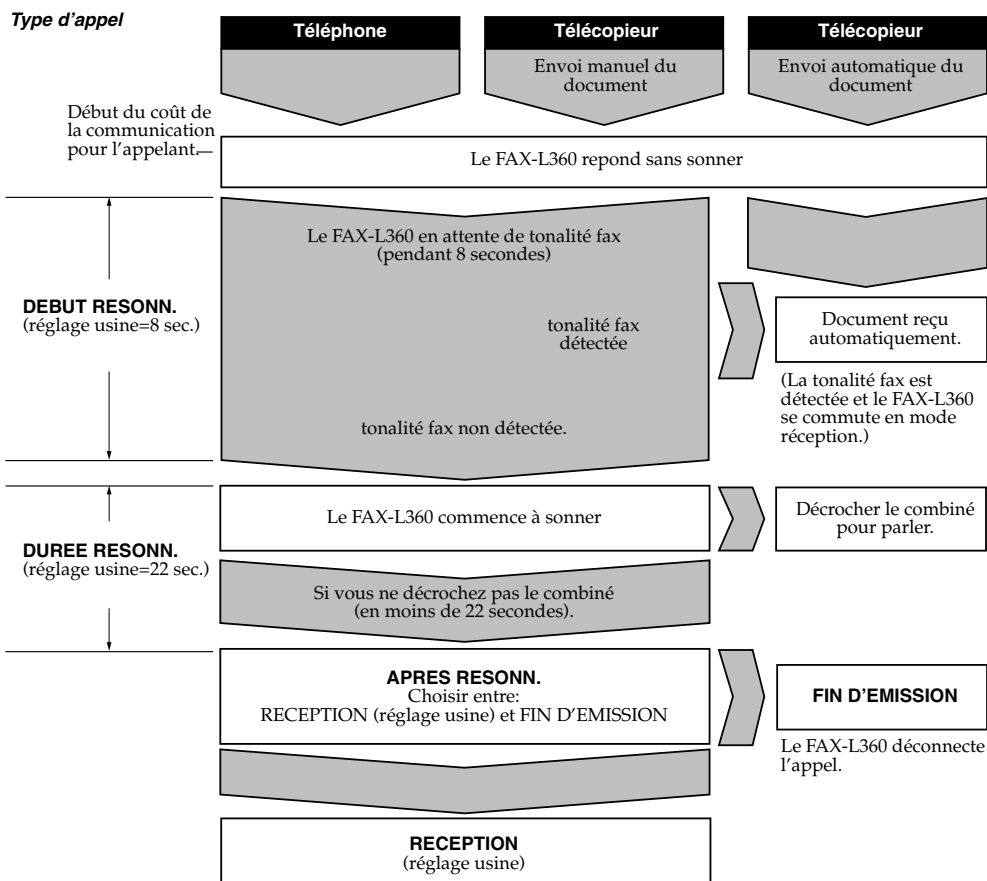 Type d'appel
Téléphone
Télécopieur
Télécopieur
Envoi manuel du
document
Envoi automatique du
document
Début du coût de
la communication
pour l'appelant.
Le FAX-L360 repond sans sonner
Le FAX-L360 en attente de tonalité fax
(pendant 8 secondes)
DEBUT RESONN.
(réglage usine=8 sec.)
tonalité fax
détectée
Document reçu
automatiquement.
(La tonalité fax est
détectée et le FAX-L360
se commute en mode
réception.)
tonalité fax non détectée.
Le FAX-L360 commence à sonner
Décrocher le combiné
pour parler.
DUREE RESONN.
(réglage usine=22 sec.)
Si vous ne décrochez pas le combiné
(en moins de 22 secondes).
APRES RESONN.
Choisir entre:
RECEPTION (réglage usine) et FIN D'EMISSION
FIN D'EMISSION
Le FAX-L360 déconnecte
l'appel.
RECEPTION
(réglage usine)